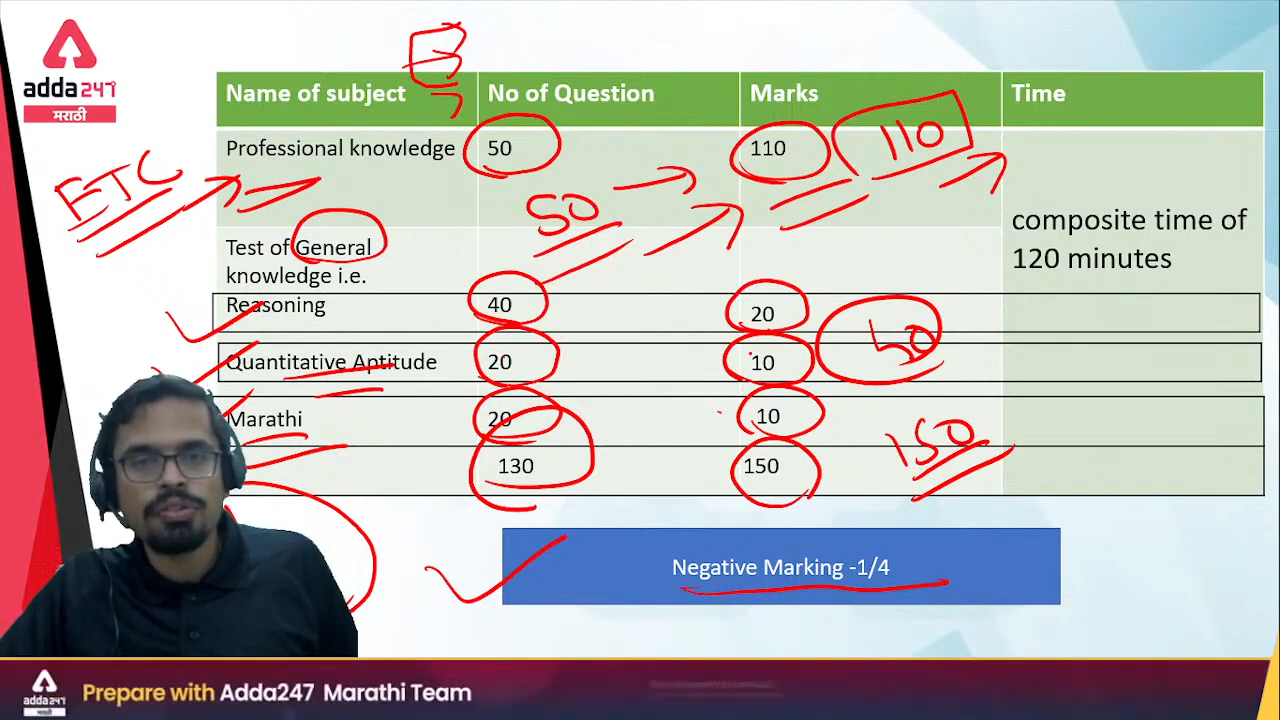 adda247
मराठी
Name of subject No of Question Marks Time
Professional knowledge 50 110
110
ETC
50
Test of General
knowledge i.e.
composite time of
120 minutes
Reasoning 40 20
Quantitative Aptitude 20 10
Marathi 20 10
130 150
150
Negative Marking -1/4
adda247
मराठी
Prepare with Adda247 Marathi Team